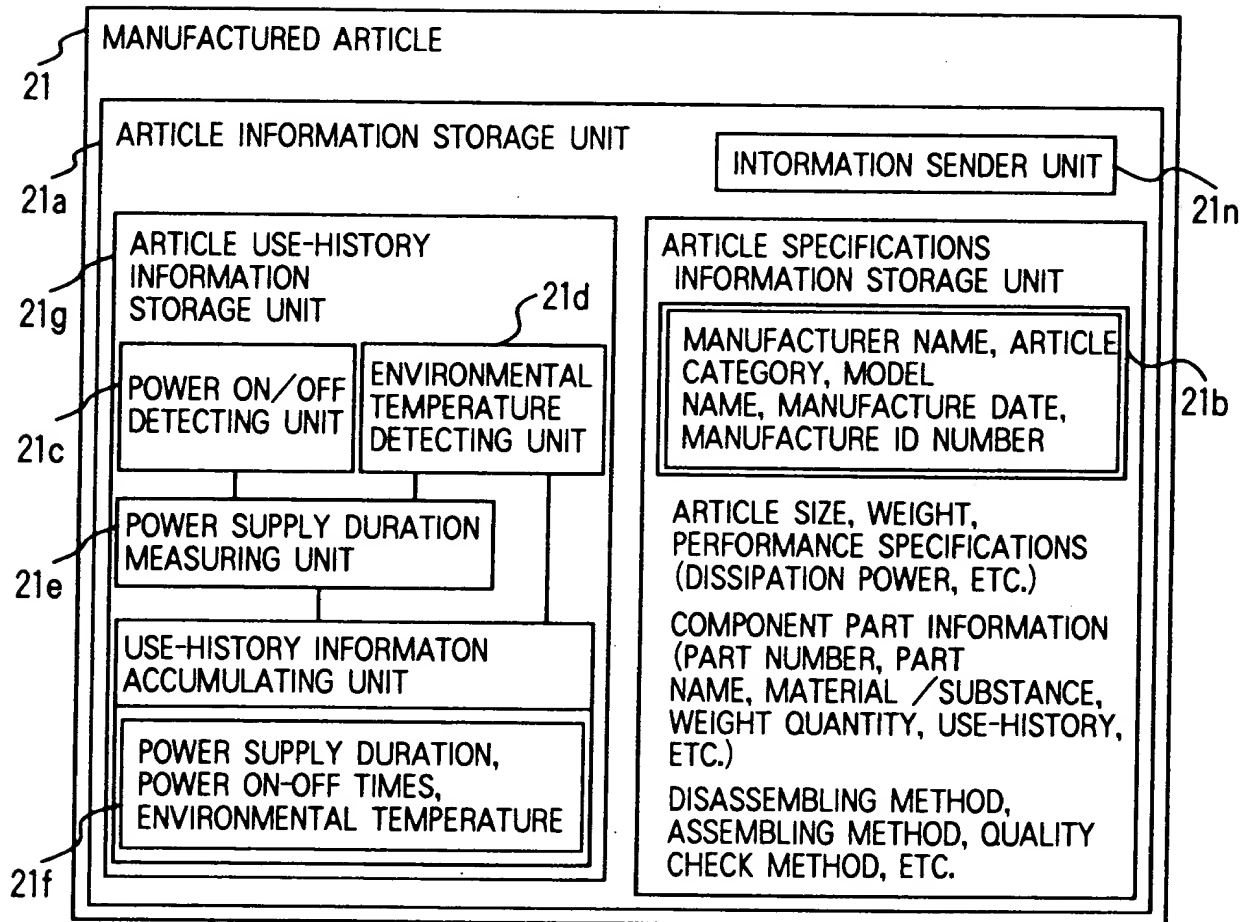 MANUFACTURED ARTICLE
21
ARTICLE INFORMATION STORAGE UNIT
21a
INTORMATION SENDER UNIT
21n
ARTICLE USE-HISTORY
INFORMATION
STORAGE UNIT
21g
21d
POWER ON/OFF
DETECTING UNIT
21c
ENVIRONMENTAL
TEMPERATURE
DETECTING UNIT
POWER SUPPLY DURATION
MEASURING UNIT
21e
USE-HISTORY INFORMATON
ACCUMULATING UNIT
POWER SUPPLY DURATION,
POWER ON-OFF TIMES,
ENVIRONMENTAL TEMPERATURE
21f
ARTICLE SPECIFICATIONS
INFORMATION STORAGE UNIT
MANUFACTURER NAME, ARTICLE
CATEGORY, MODEL
NAME, MANUFACTURE DATE,
MANUFACTURE ID NUMBER
21b
ARTICLE SIZE, WEIGHT,
PERFORMANCE SPECIFICATIONS
(DISSIPATION POWER, ETC.)
COMPONENT PART INFORMATION
(PART NUMBER, PART
NAME, MATERIAL /SUBSTANCE,
WEIGHT QUANTITY, USE-HISTORY,
ETC.)
DISASSEMBLING METHOD,
ASSEMBLING METHOD, QUALITY
CHECK METHOD, ETC.